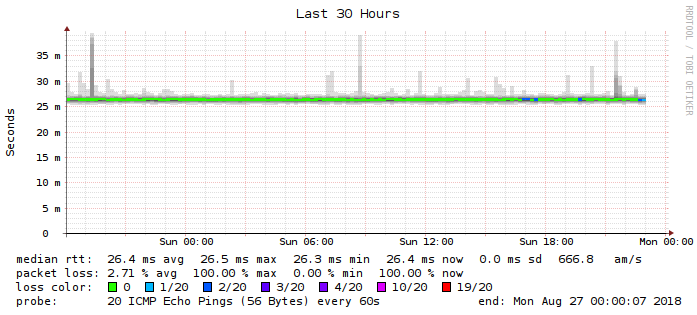 Last 30 Hours
RRDTOOL / TOBI OETIKER
Seconds
35 m
30 m
25 m
20 m
15 m
10 m
5 m
0
Sun 00:00 Sun 06:00 Sun 12:00 Sun 18:00 Mon 00:00
median rtt: 26.4 ms avg 26.5 ms max 26.3 ms min 26.4 ms now 0.0 ms sd 666.8 am/s
packet loss: 2.71 % avg 100.00 % max 0.00 % min 100.00 % now
loss color: 0 1/20 2/20 3/20 4/20 10/20 19/20
probe: 20 ICMP Echo Pings (56 Bytes) every 60s end: Mon Aug 27 00:00:07 2018